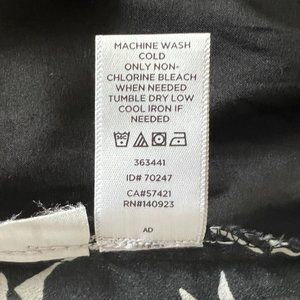 MACHINE WASH
COLD
ONLY NON-
CHLORINE BLEACH
WHEN NEEDED
TUMBLE DRY LOW
COOL IRON IF
NEEDED
363441
ID# 70247
CA#57421
RN#140923
AD